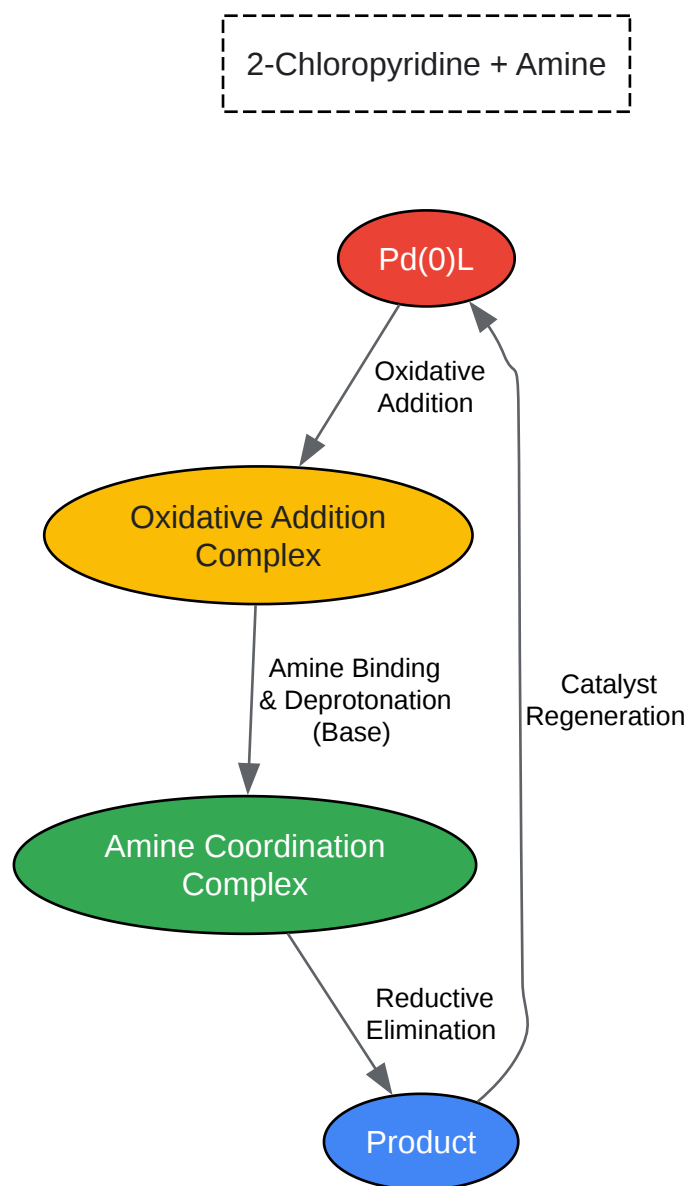 2-Chloropyridine + Amine
Pd(0)L
Oxidative
Addition
Oxidative Addition
Complex
Amine Binding
& Deprotonation
(Base)
Catalyst
Regeneration
Amine Coordination
Complex
Reductive
Elimination
Product